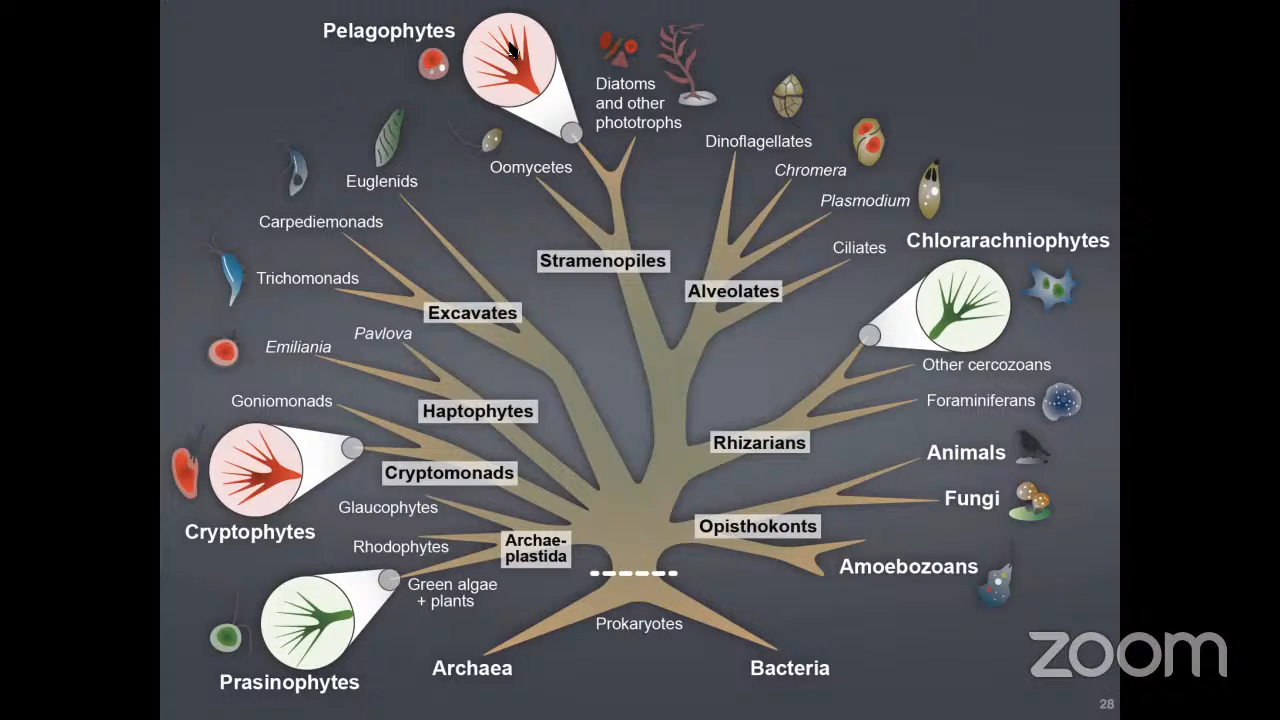 Pelagophytes
Diatoms
and other
phototrophs
Dinoflagellates
Oomycetes
Chromera
Euglenids
Plasmodium
Carpediemonads
Ciliates
Chlorarachniophytes
Stramenopiles
Trichomonads
Alveolates
Excavates
Pavlova
Emiliania
Other cercozoans
Goniomonads
Foraminiferans
Haptophytes
Rhizarians
Animals
Cryptomonads
Fungi
Glaucophytes
Opisthokonts
Cryptophytes
Rhodophytes
Archae-
plastida
Amoebozoans
Green algae
+ plants
Prokaryotes
zoom
Archaea
Bacteria
Prasinophytes
28